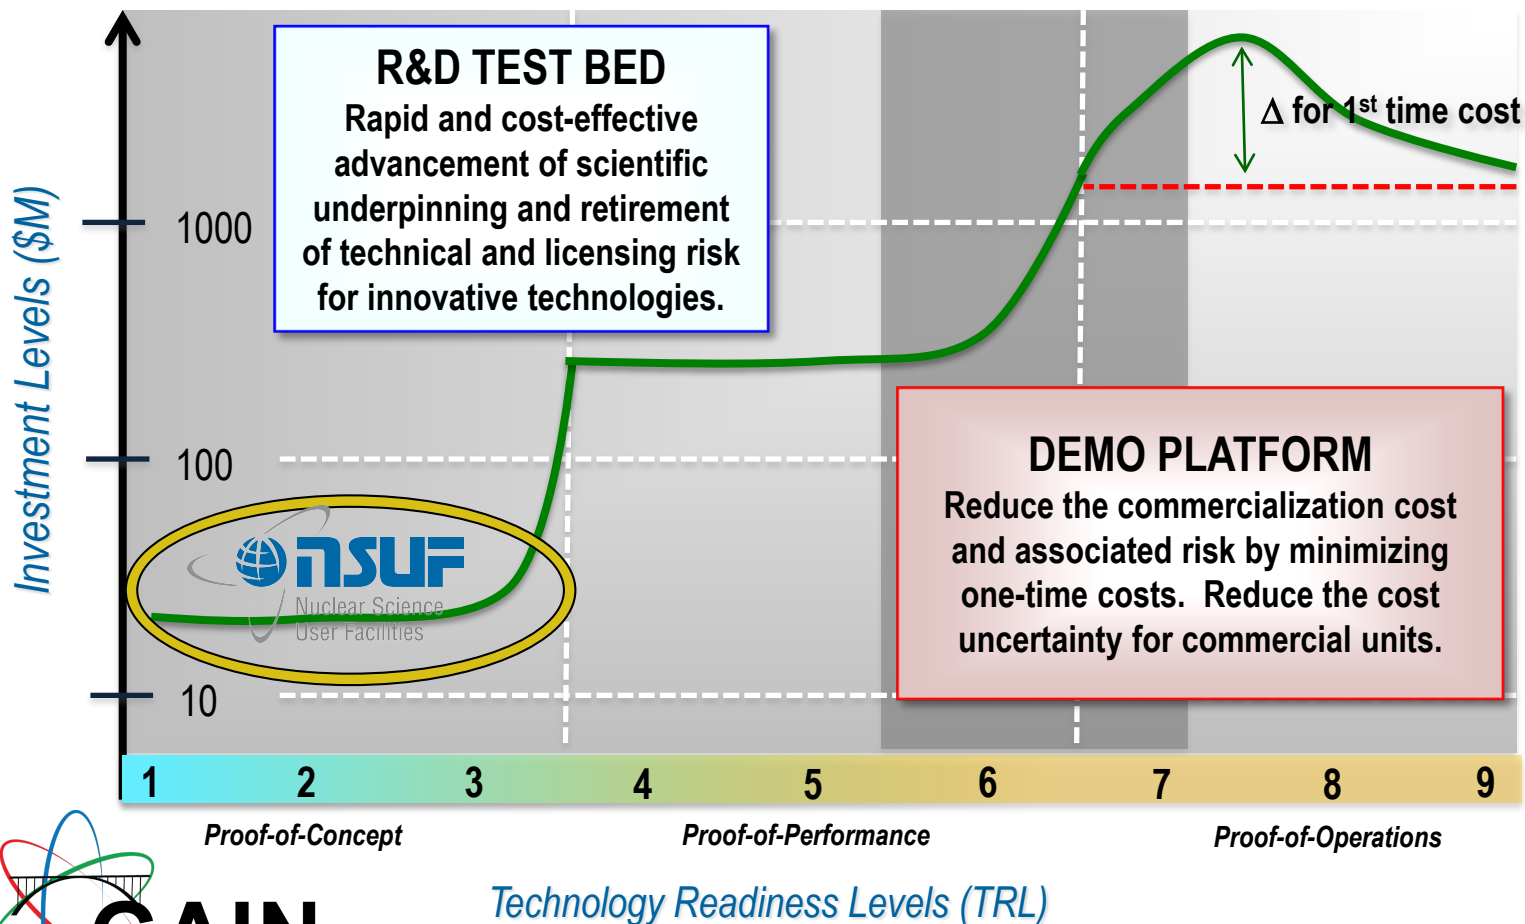 R&D TEST BED
Rapid and cost-effective
advancement of scientific
underpinning and retirement
of technical and licensing risk
for innovative technologies.
Δ for 1st time cost
Investment Levels ($M)
1000
100
10
nsuf
Nuclear Science
User Facilities
DEMO PLATFORM
Reduce the commercialization cost
and associated risk by minimizing
one-time costs. Reduce the cost
uncertainty for commercial units.
1 2 3 4 5 6 7 8 9
Proof-of-Concept Proof-of-Performance Proof-of-Operations
Technology Readiness Levels (TRL)
GAIN